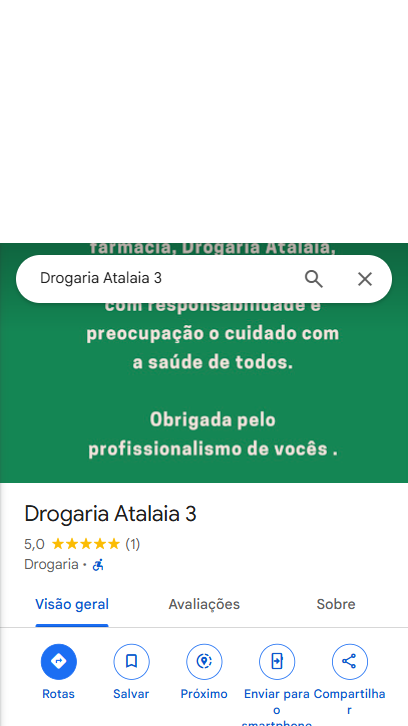 farmácia, Drogaria Atalaia,
Drogaria Atalaia 3
com responsabilidade e
preocupação o cuidado com
a saúde de todos.
Obrigada pelo
profissionalismo de vocês .
Drogaria Atalaia 3
5,0 (1)
Drogaria ·
Visão geral Avaliações Sobre
Rotas Salvar Próximo Enviar para o smartphone Compartilhar